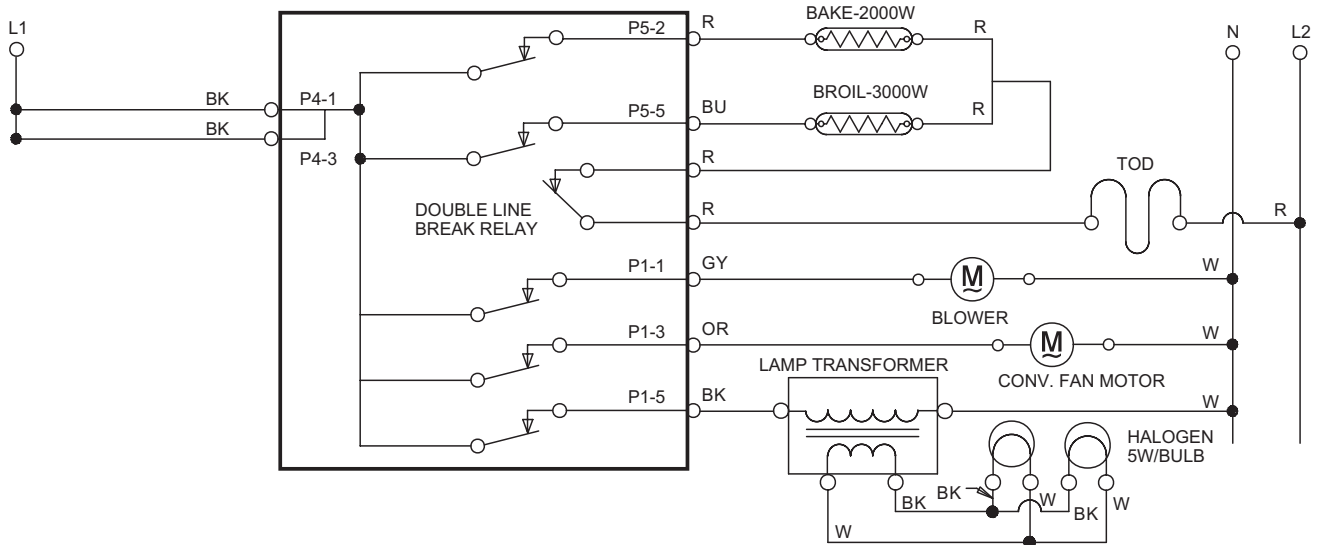 L1
BK
BK
P4-1
P4-3
P5-2
R
BAKE-2000W
R
P5-5
BU
BROIL-3000W
R
R
DOUBLE LINE
BREAK RELAY
R
TOD
R
N
L2
P1-1
GY
M
BLOWER
W
P1-3
OR
M
CONV. FAN MOTOR
W
LAMP TRANSFORMER
P1-5
BK
W
HALOGEN
5W/BULB
BK
BK
W
BK
W
W